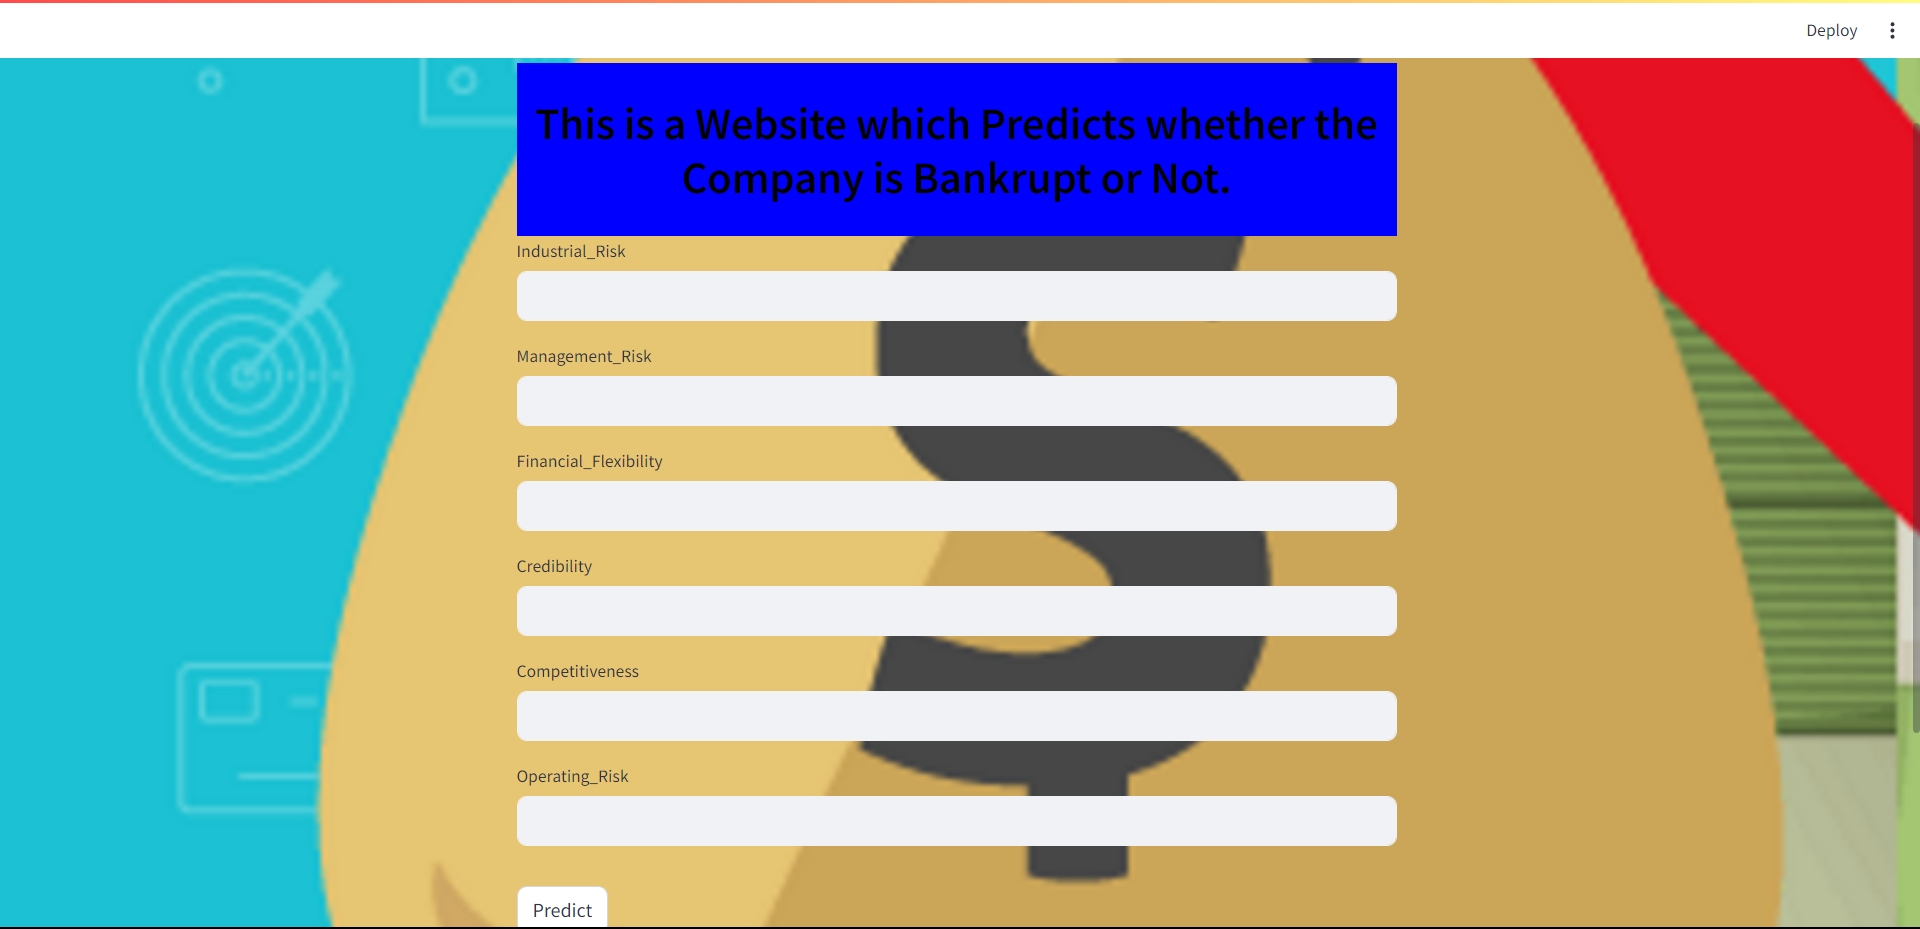 Deploy
This is a Website which Predicts whether the
Company is Bankrupt or Not.
Industrial_Risk
Management_Risk
Financial_Flexibility
Credibility
Competitiveness
Operating_Risk
Predict